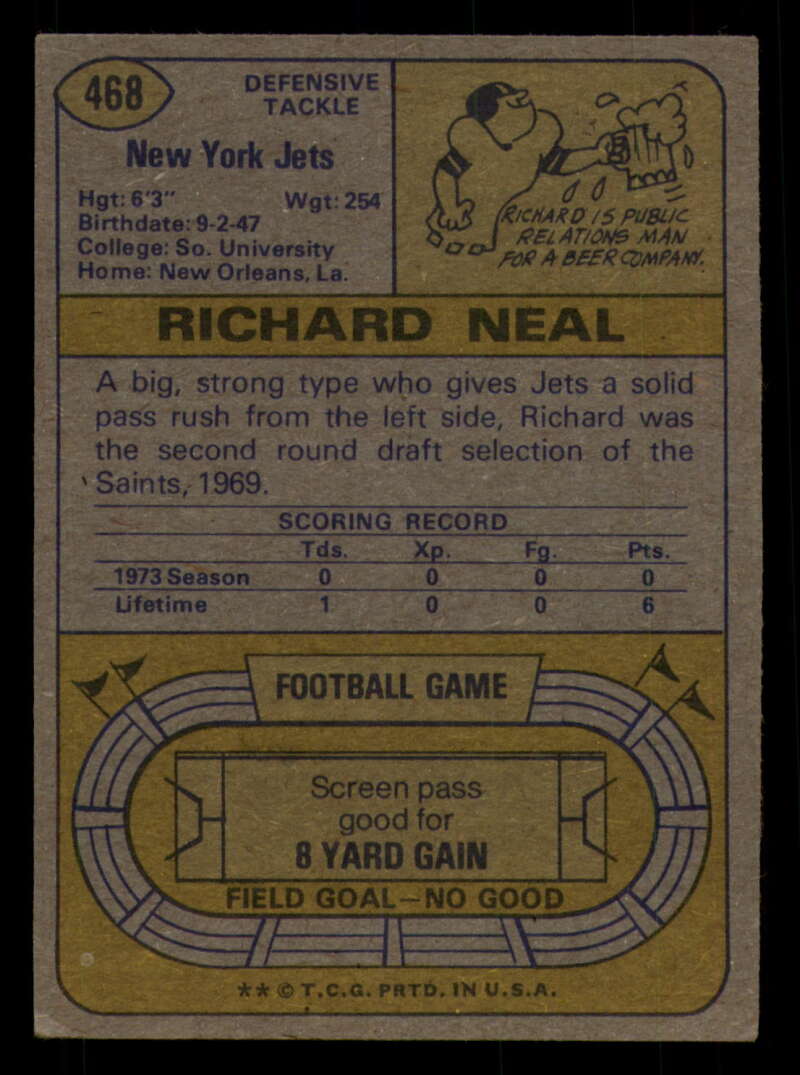 468
DEFENSIVE
TACKLE
New York Jets
Hgt: 6'3" Wgt: 254
Birthdate: 9-2-47
College: So. University
Home: New Orleans, La.
RICHARD IS PUBLIC
RELATIONS MAN
FOR A BEER COMPANY.
RICHARD NEAL
A big, strong type who gives Jets a solid
pass rush from the left side, Richard was
the second round draft selection of the
Saints, 1969.
SCORING RECORD
Tds. Xp. Fg. Pts.
1973 Season 0 0 0 0
Lifetime 1 0 0 6
FOOTBALL GAME
Screen pass
good for
8 YARD GAIN
FIELD GOAL—NO GOOD
** © T.C.G. PRTD. IN U.S.A.